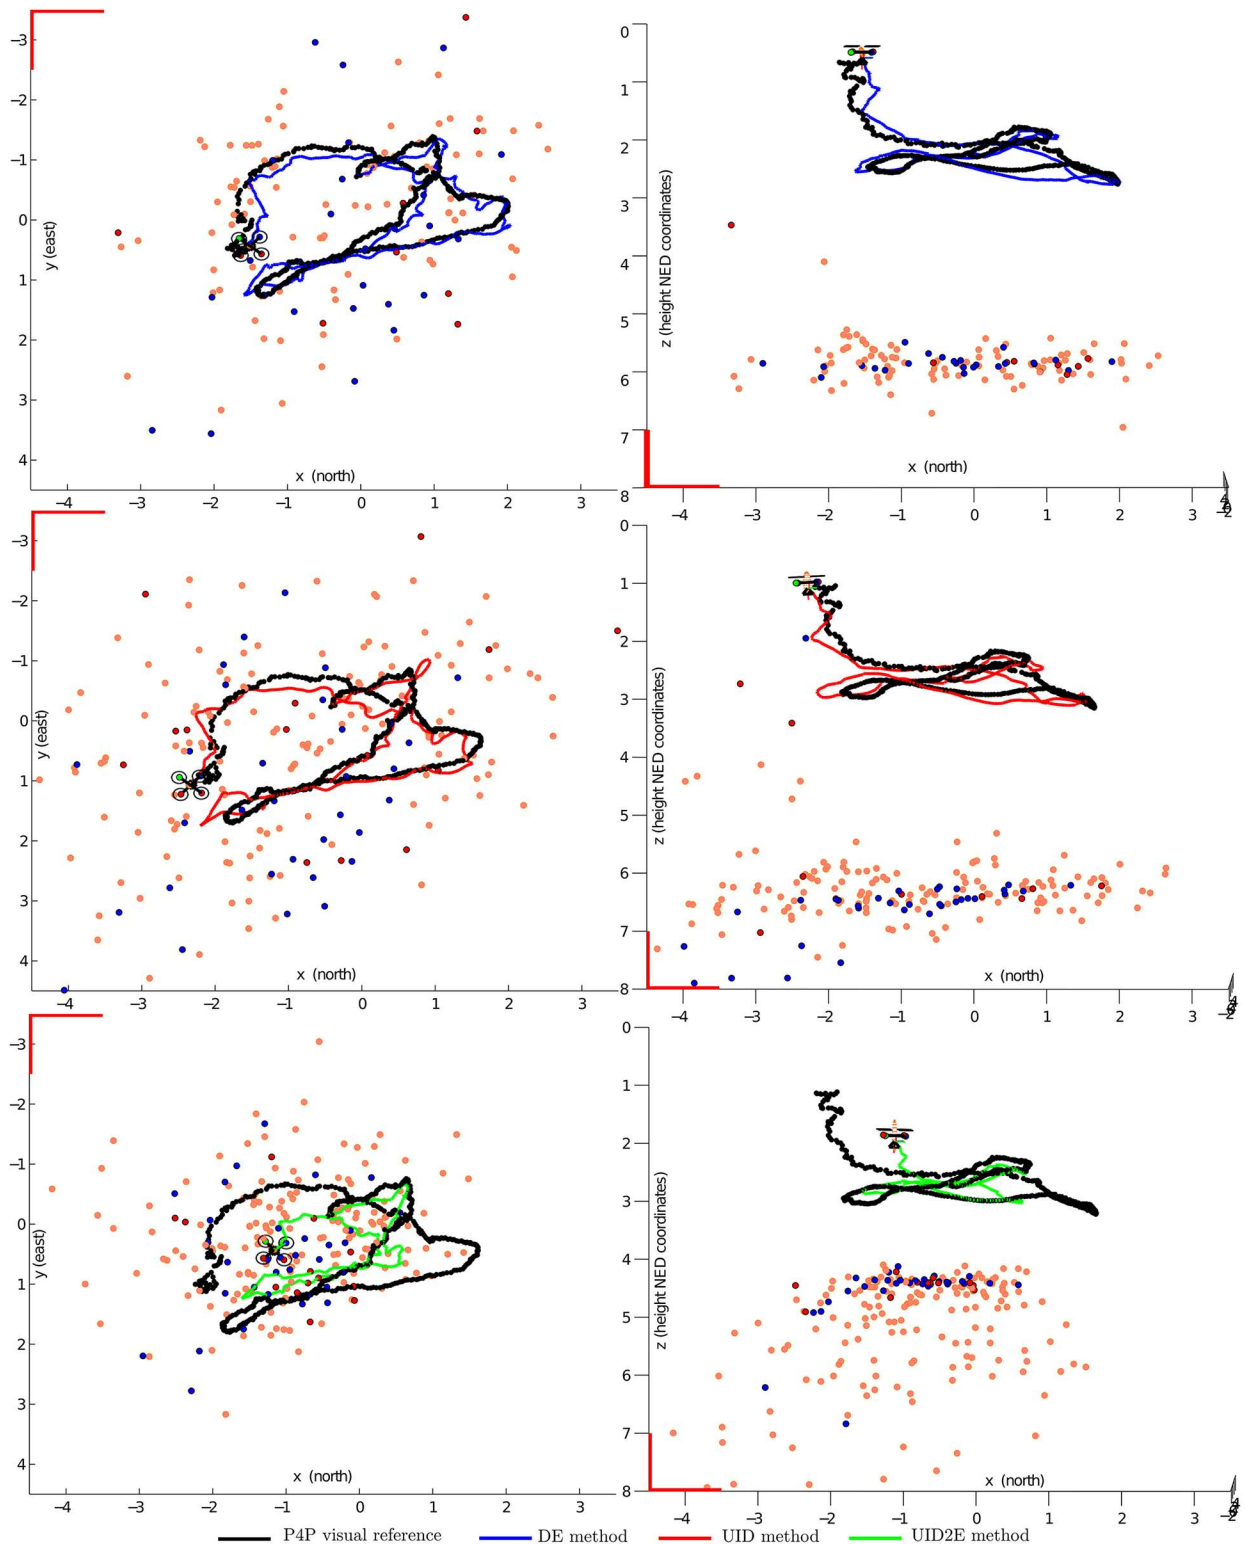 −3
−2
−1
0
1
2
3
4
y (east)
x (north)
−4 −3 −2 −1 0 1 2 3
0
1
2
3
4
5
6
7
8
z (height NED coordinates)
x (north)
−4 −3 −2 −1 0 1 2 3
−3
−2
−1
0
1
2
3
4
y (east)
x (north)
−4 −3 −2 −1 0 1 2 3
0
1
2
3
4
5
6
7
8
z (height NED coordinates)
x (north)
−4 −3 −2 −1 0 1 2 3
−3
−2
−1
0
1
2
3
4
y (east)
x (north)
−4 −3 −2 −1 0 1 2 3
0
1
2
3
4
5
6
7
8
z (height NED coordinates)
x (north)
−4 −3 −2 −1 0 1 2 3
P4P visual reference DE method UID method UID2E method